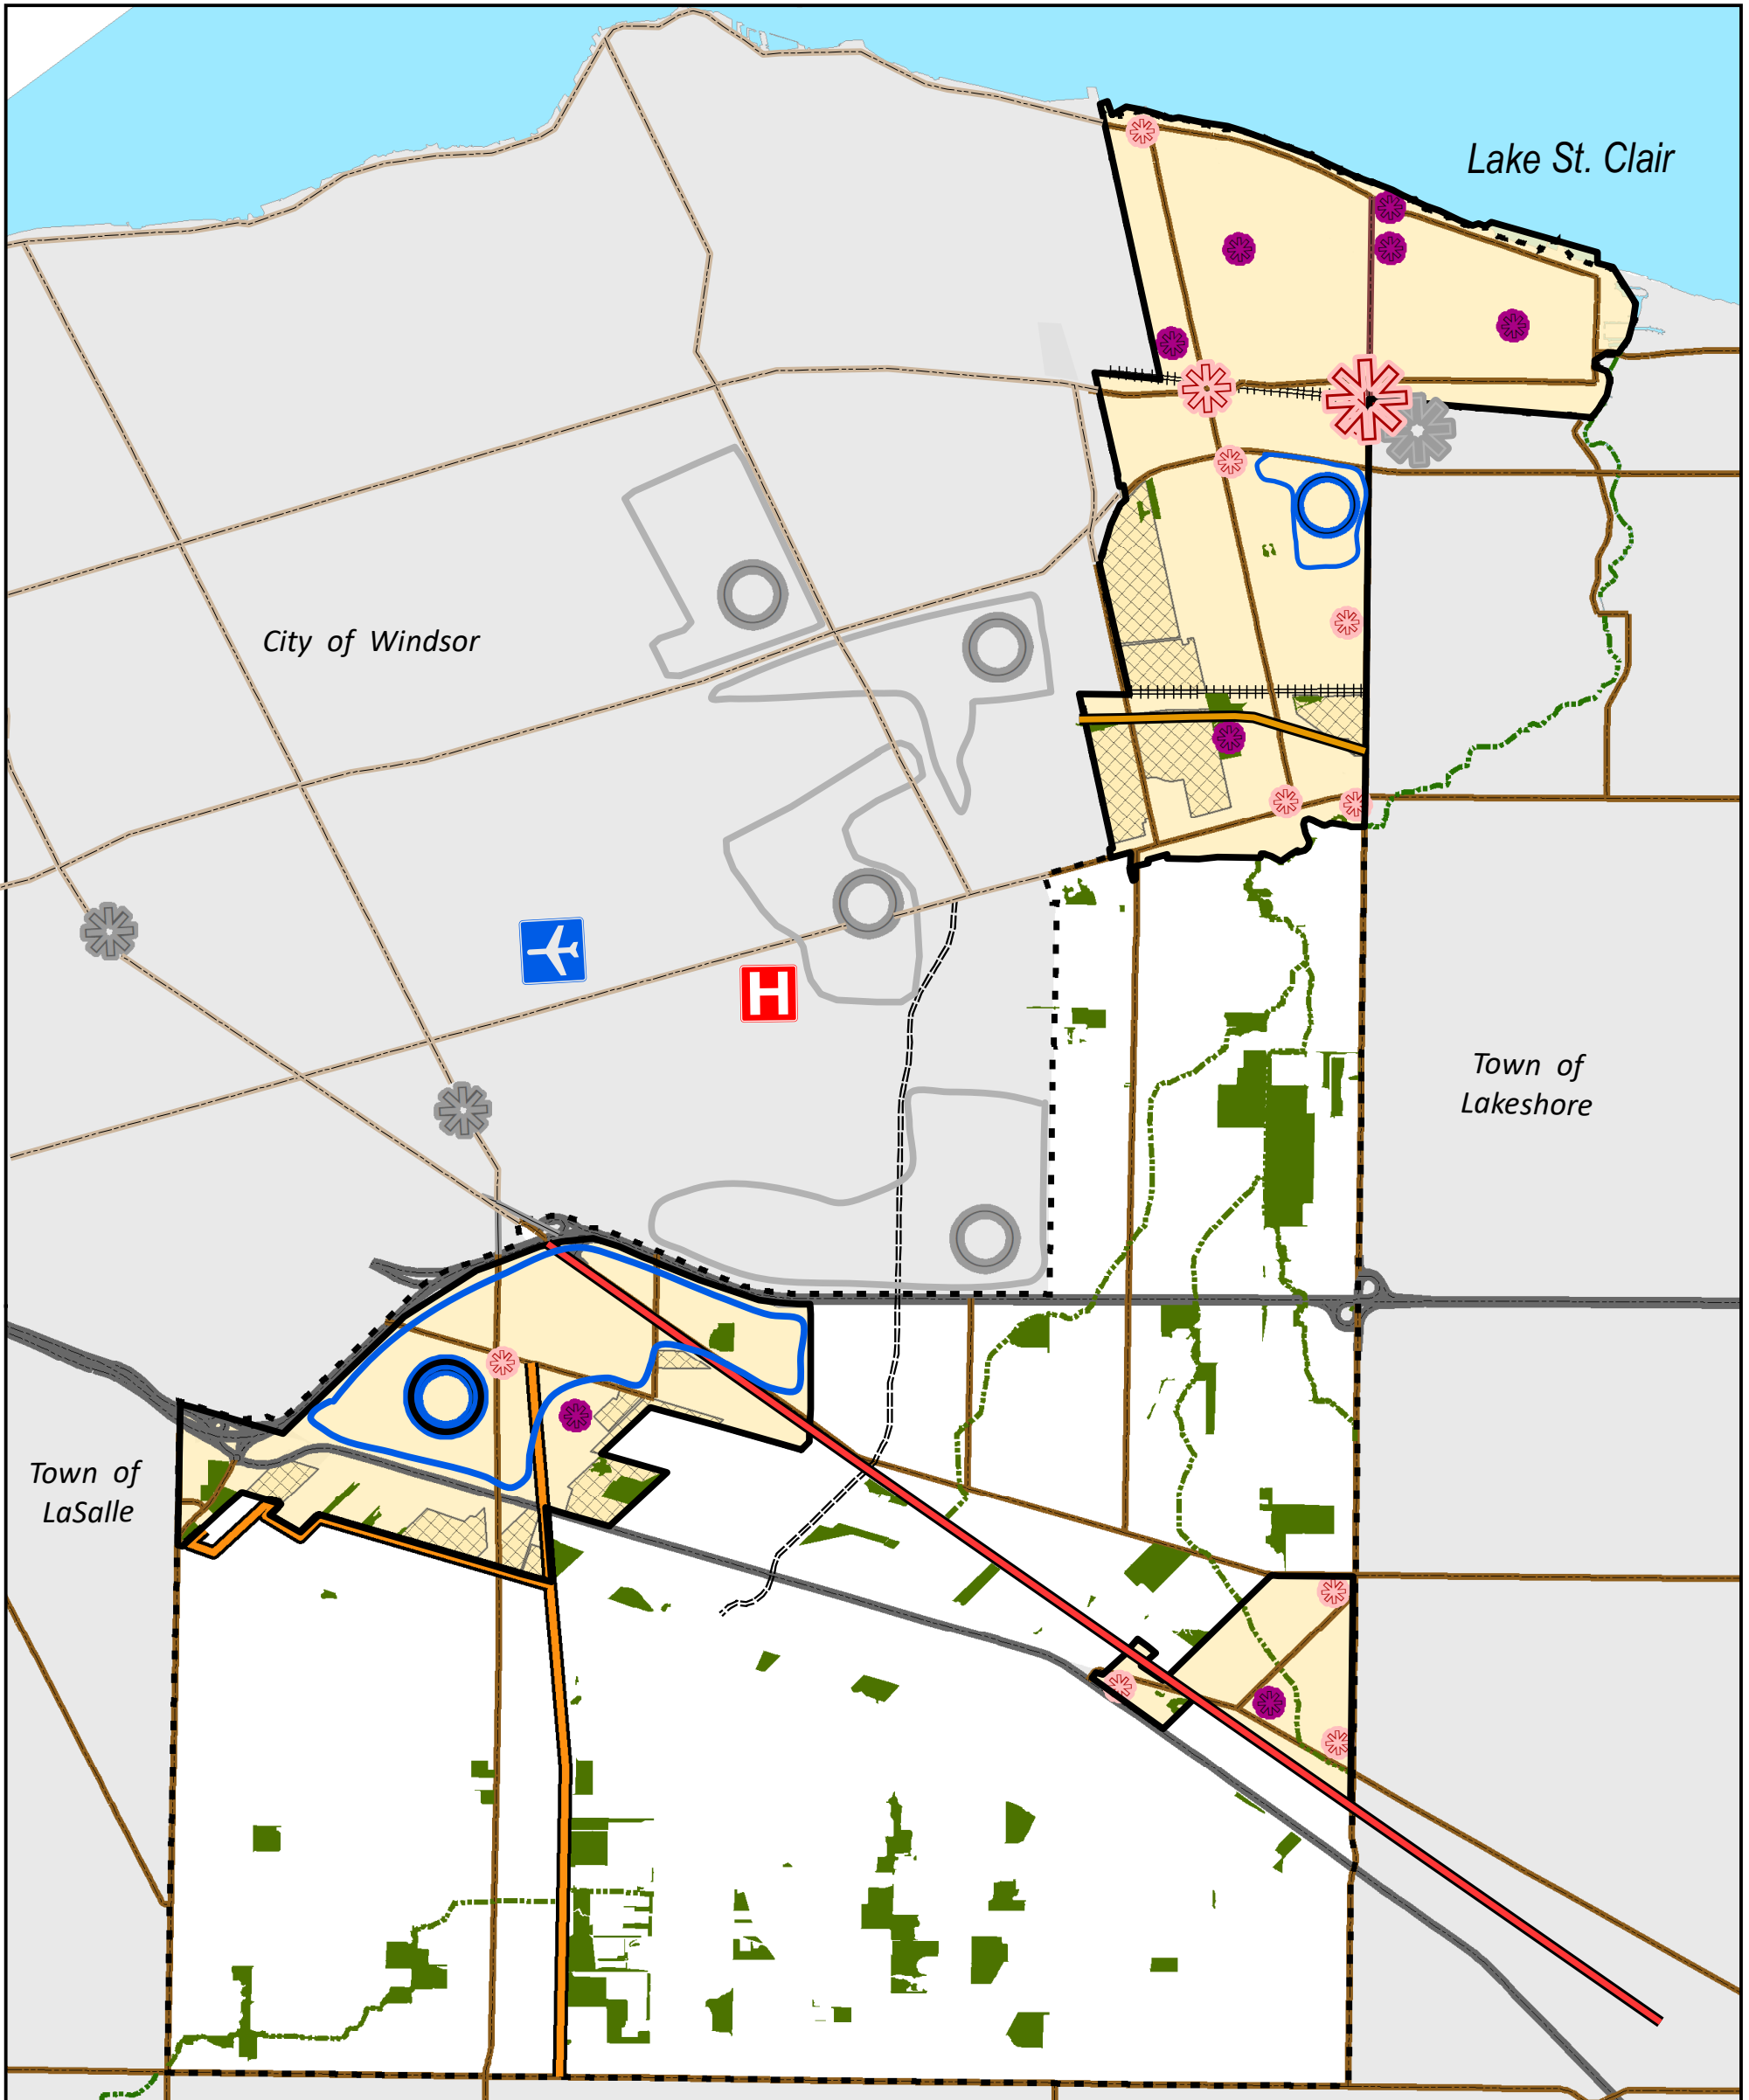 Lake St. Clair
City of Windsor
H
Town of
Lakeshore
Town of
LaSalle